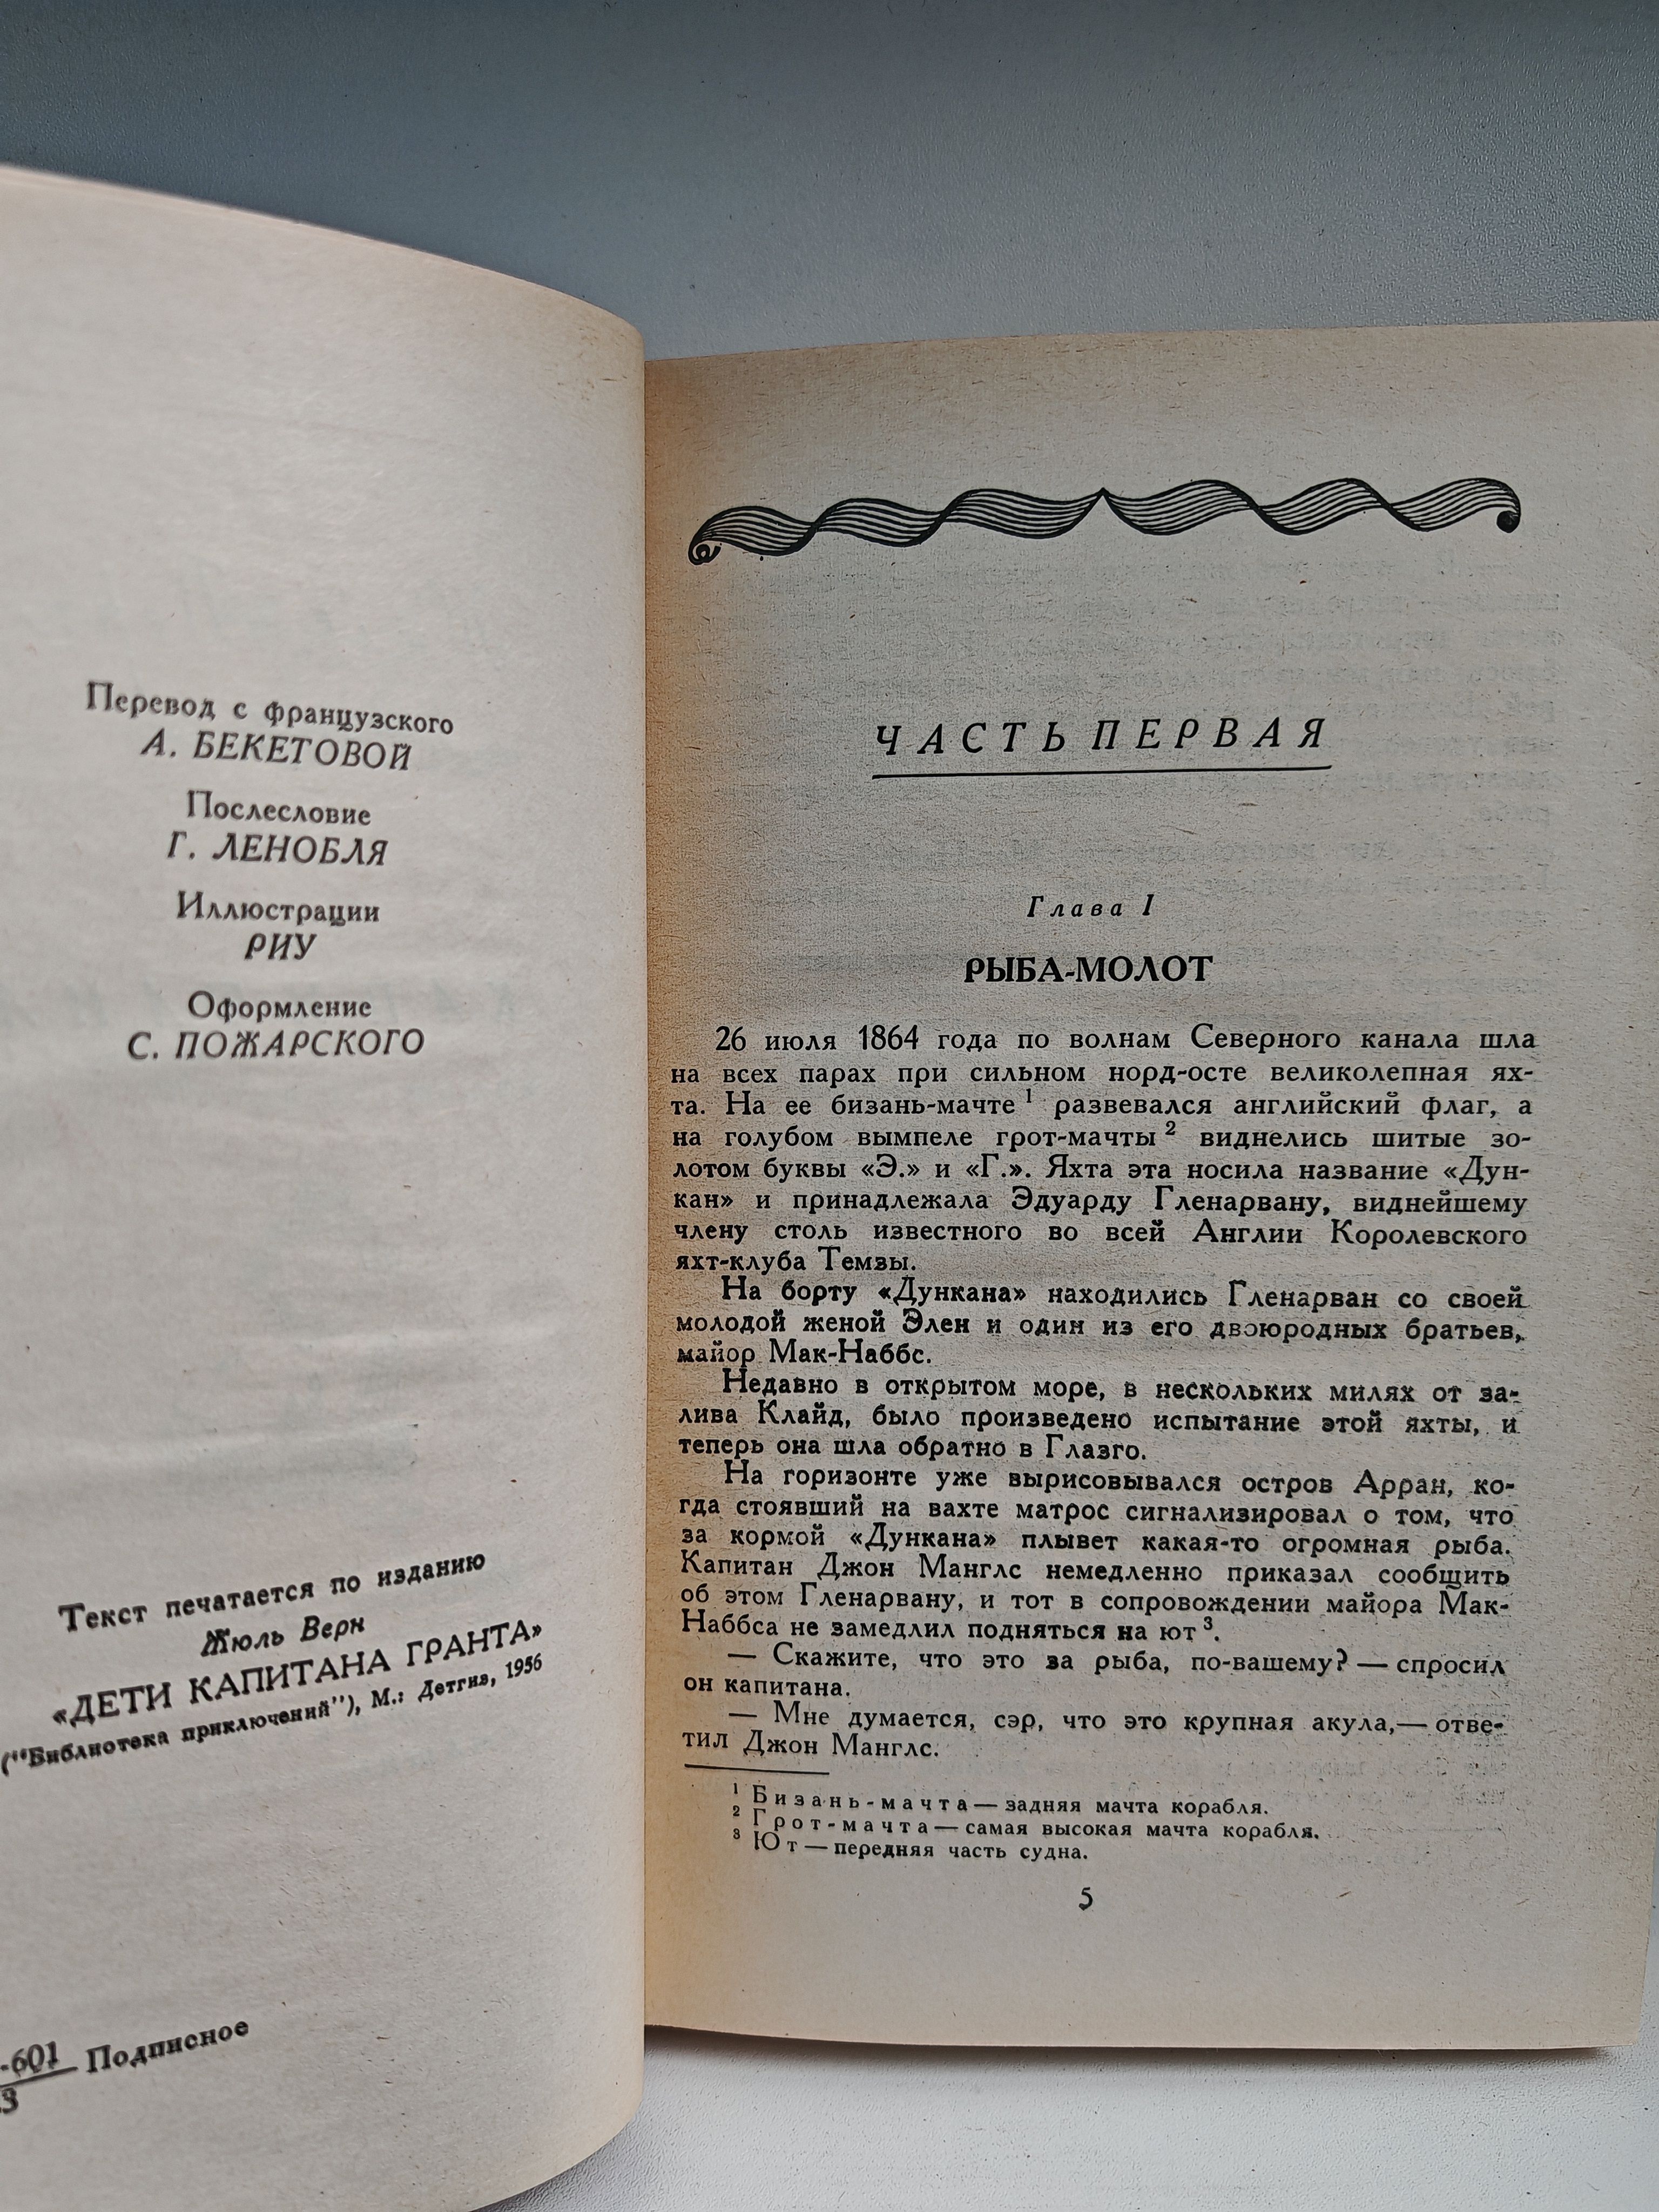 Перевод с французского
А. БЕКЕТОВОЙ
Послесловие
Г. ЛЕНОБЛЯ
Иллюстрации
РИУ
Оформление
С. ПОЖАРСКОГО
Текст печатается по изданию
Жюль Верн
«ДЕТИ КАПИТАНА ГРАНТА»
("Библиотека приключений"), М.: Детгиз, 1956
-601
3
Подписное
ЧАСТЬ ПЕРВАЯ
Глава I
РЫБА-МОЛОТ
26 июля 1864 года по волнам Северного канала шла
на всех парах при сильном норд-осте великолепная ях-
та. На ее бизань-мачте 1 развевался английский флаг, а
на голубом вымпеле грот-мачты 2 виднелись шитые зо-
лотом буквы «Э.» и «Г.». Яхта эта носила название «Дун-
кан» и принадлежала Эдуарду Гленарвану, виднейшему
члену столь известного во всей Англии Королевского
яхт-клуба Темзы.
На борту «Дункана» находились Гленарван со своей
молодой женой Элен и один из его двоюродных братьев,
майор Мак-Наббс.
Недавно в открытом море, в нескольких милях от за-
лива Клайд, было произведено испытание этой яхты, и
теперь она шла обратно в Глазго.
На горизонте уже вырисовывался остров Арран, ко-
гда стоявший на вахте матрос сигнализировал о том, что
за кормой «Дункана» плывет какая-то огромная рыба.
Капитан Джон Манглс немедленно приказал сообщить
об этом Гленарвану, и тот в сопровождении майора Мак-
Наббса не замедлил подняться на ют 3.
— Скажите, что это за рыба, по-вашему? — спросил
он капитана.
— Мне думается, сэр, что это крупная акула,— отве-
тил Джон Манглс.
1 Бизань-мачта — задняя мачта корабля.
2 Грот-мачта — самая высокая мачта корабля.
3 Ют — передняя часть судна.
5